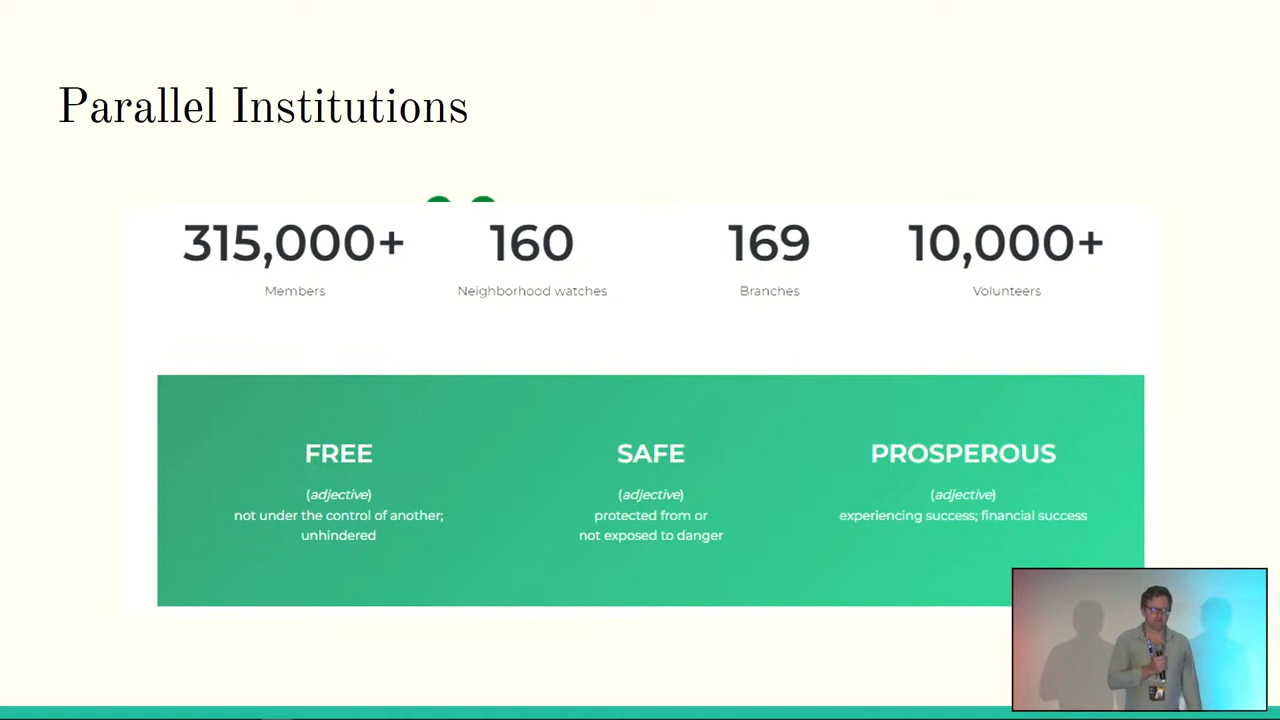 Parallel Institutions
315,000+ 160 169 10,000+
Members Neighborhood watches Branches Volunteers
FREE SAFE PROSPEROUS
(adjective) (adjective) (adjective)
not under the control of another; protected from or experiencing success; financial success
unhindered not exposed to danger